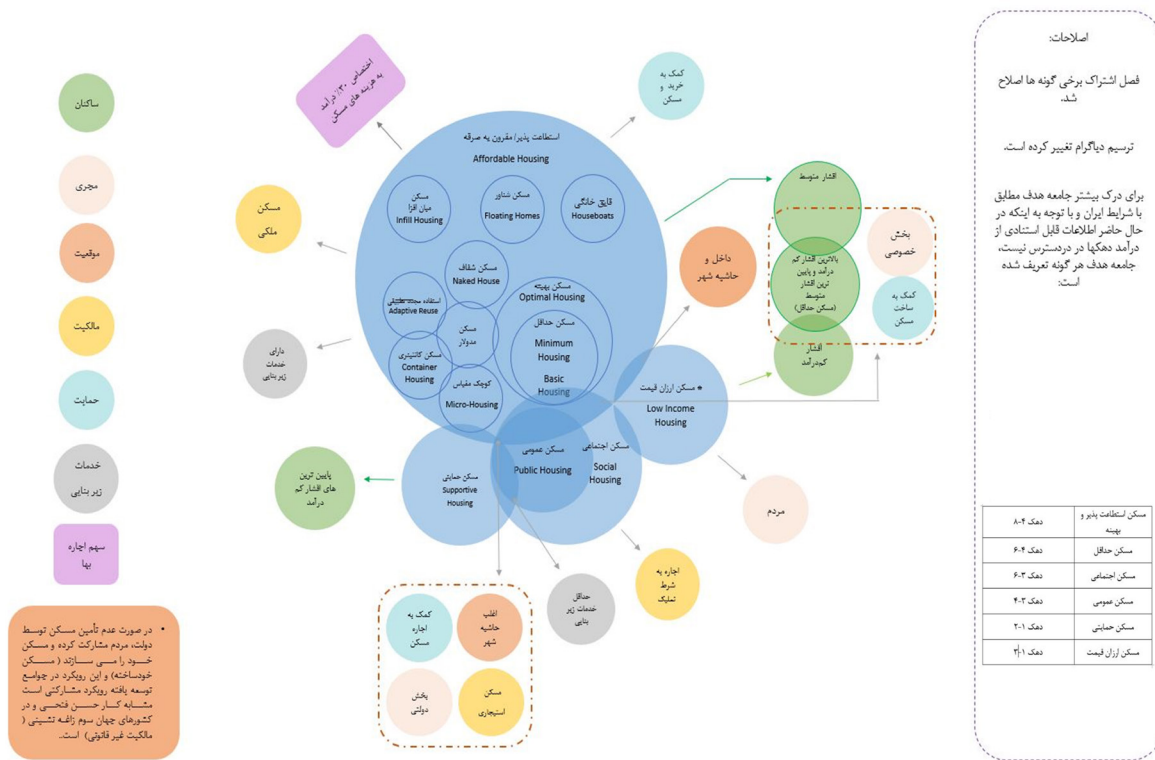 اصلاحات:
فصل اشتراک برخی گونه ها اصلاح
شد.
ترسیم دیاگرام تغییر کرده است.
برای درک بیشتر جامعه هدف مطابق
با شرایط ایران و با توجه به اینکه در
حال حاضر اطلاعات قابل استنادی از
درآمد دهکها در دردسترس نیست،
جامعه هدف هر گونه تعریف شده
است:
مسکن استطاعت پذیر و
بهینه
دهک ۴-۸
مسکن حداقل
دهک ۴-۶
مسکن اجتماعی
دهک ۳-۶
مسکن عمومی
دهک ۳-۴
مسکن حمایتی
دهک ۱-۲
مسکن ارزان قیمت
دهک ۱-۳
کمک به
خرید و
مسکن
اختصاص ۳۰٪ درآمد
به هزینه های مسکن
استطاعت پذیر/ مقرون به صرفه
Affordable Housing
قایق خانگی
Houseboats
مسکن شناور
Floating Homes
مسکن
میان افزا
Infill Housing
مسکن شفاف
Naked House
مسکن بهینه
Optimal Housing
مسکن حداقل
Minimum
Housing
Basic
Housing
استفاده مجدد تطبیقی
Adaptive Reuse
مسکن
مدولار
مسکن کانتینری
Container
Housing
کوچک مقیاس
Micro-Housing
اقشار متوسط
بالاترین اقشار کم
درآمد و پایین
ترین اقشار
متوسط
(مسکن حداقل)
اقشار
کم‌درآمد
بخش
خصوصی
کمک به
ساخت
مسکن
داخل و
حاشیه شهر
* مسکن ارزان قیمت
Low Income
Housing
مسکن اجتماعی
Social
Housing
مسکن عمومی
Public Housing
مسکن حمایتی
Supportive
Housing
مردم
اجاره به
شرط
تملیک
حداقل
خدمات زیر
بنایی
اغلب
حاشیه
شهر
کمک به
اجاره
مسکن
مسکن
استیجاری
بخش
دولتی
پایین ترین
های اقشار کم
درآمد
مسکن
ملکی
دارای
خدمات
زیر بنایی
ساکنان
مجری
موقعیت
مالکیت
حمایت
خدمات
زیر بنایی
سهم اجاره
بها
• در صورت عدم تأمین مسکن توسط
دولت، مردم مشارکت کرده و مسکن
خود را می سازند ( مسکن
خودساخته) و این رویکرد در جوامع
توسعه یافته رویکرد مشارکتی است
مشابه کار حسن فتحی و در
کشورهای جهان سوم زاغه نشینی (
مالکیت غیر قانونی) است..